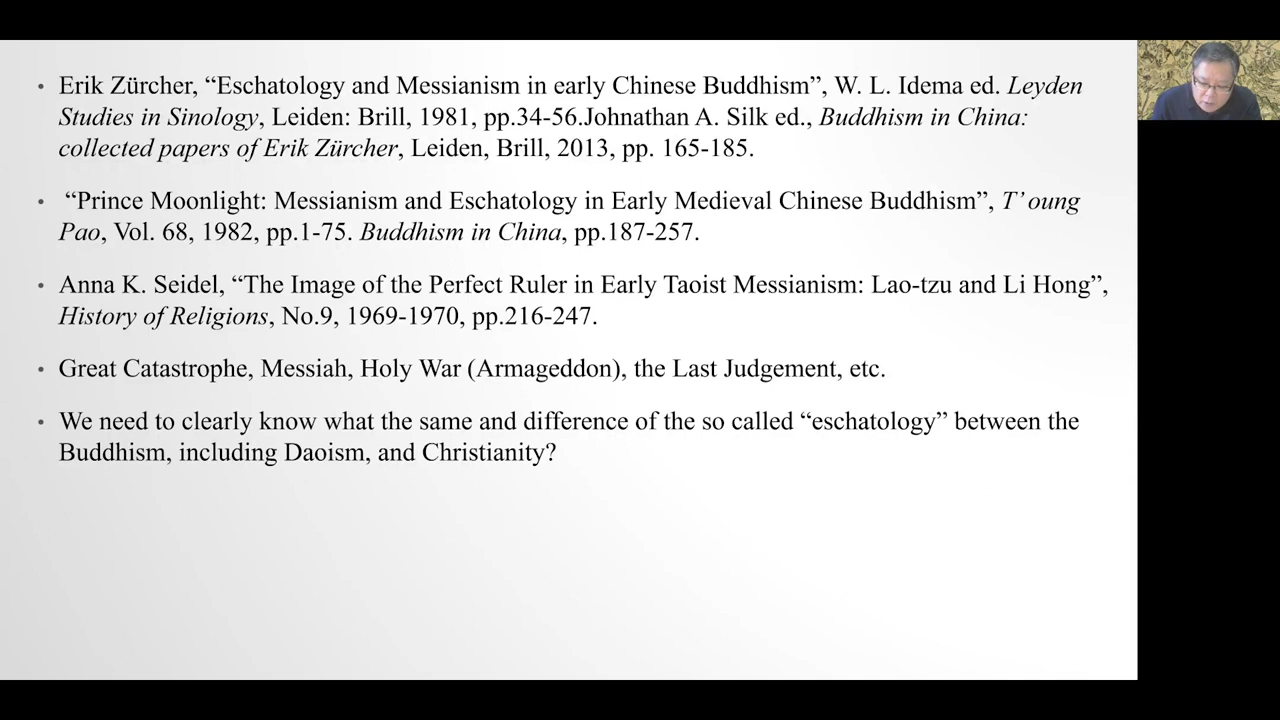 • Erik Zürcher, “Eschatology and Messianism in early Chinese Buddhism”, W. L. Idema ed. Leyden
Studies in Sinology, Leiden: Brill, 1981, pp.34-56.Johnathan A. Silk ed., Buddhism in China:
collected papers of Erik Zürcher, Leiden, Brill, 2013, pp. 165-185.
• “Prince Moonlight: Messianism and Eschatology in Early Medieval Chinese Buddhism”, T’oung
Pao, Vol. 68, 1982, pp.1-75. Buddhism in China, pp.187-257.
• Anna K. Seidel, “The Image of the Perfect Ruler in Early Taoist Messianism: Lao-tzu and Li Hong”,
History of Religions, No.9, 1969-1970, pp.216-247.
• Great Catastrophe, Messiah, Holy War (Armageddon), the Last Judgement, etc.
• We need to clearly know what the same and difference of the so called “eschatology” between the
Buddhism, including Daoism, and Christianity?